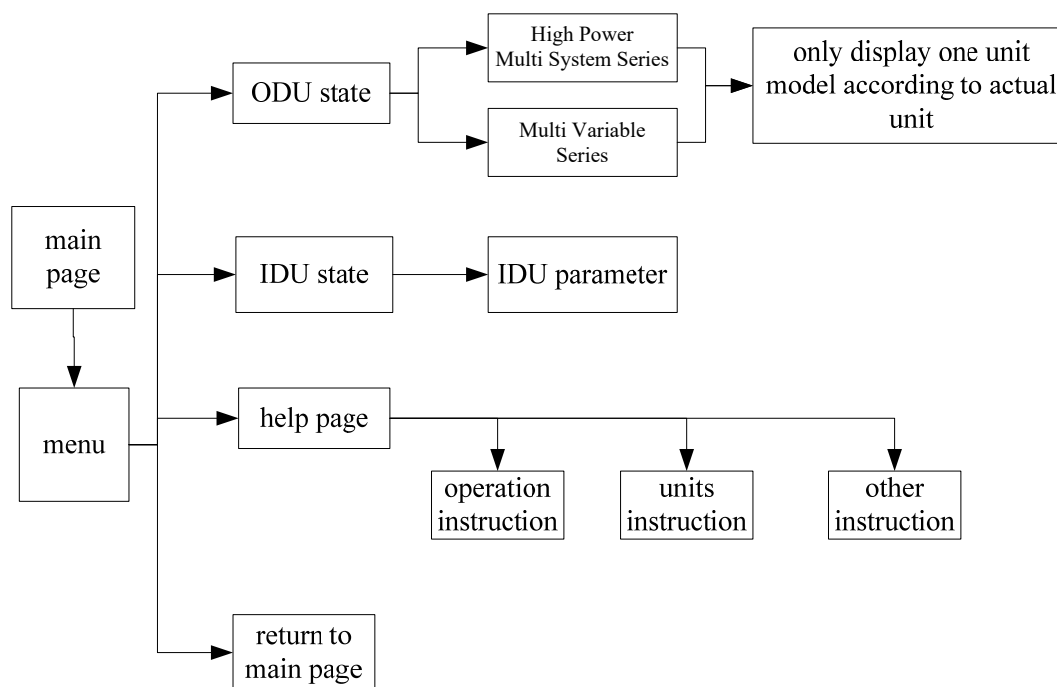 main
page
menu
ODU state
High Power
Multi System Series
Multi Variable
Series
only display one unit
model according to actual
unit
IDU state
IDU parameter
help page
operation
instruction
units
instruction
other
instruction
return to
main page